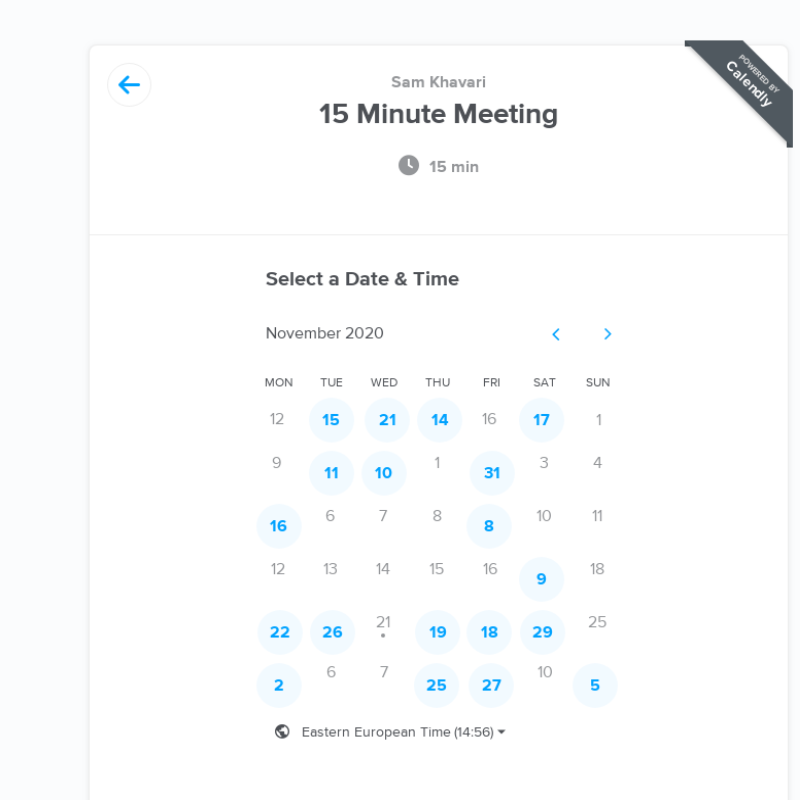 POWERED BY
Calendly
Sam Khavari
15 Minute Meeting
15 min
Select a Date & Time
November 2020
MON TUE WED THU FRI SAT SUN
12 15 21 14 16 17 1
9 11 10 1 31 3 4
16 6 7 8 8 10 11
12 13 14 15 16 9 18
22 26 21 19 18 29 25
2 6 7 25 27 10 5
Eastern European Time (14:56)